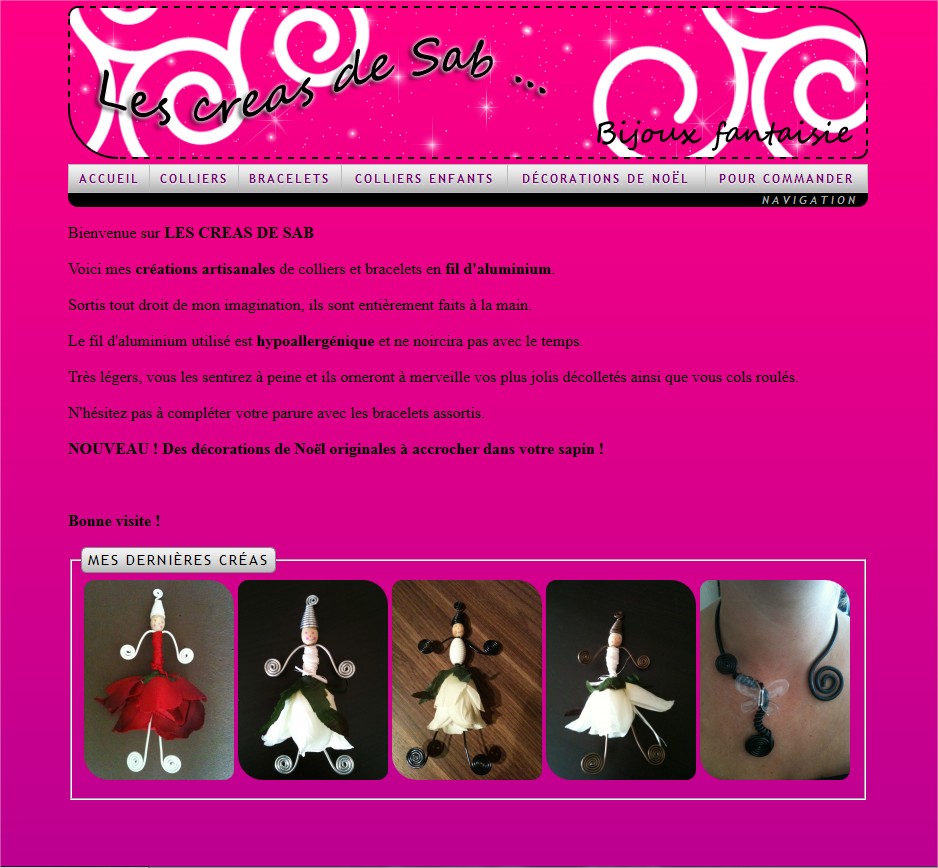 Les creas de Sab ...
Bijoux fantaisie
ACCUEIL COLLIERS BRACELETS COLLIERS ENFANTS DÉCORATIONS DE NOËL POUR COMMANDER
NAVIGATION
Bienvenue sur LES CREAS DE SAB
Voici mes créations artisanales de colliers et bracelets en fil d'aluminium.
Sortis tout droit de mon imagination, ils sont entièrement faits à la main.
Le fil d'aluminium utilisé est hypoallergénique et ne noircira pas avec le temps.
Très légers, vous les sentirez à peine et ils orneront à merveille vos plus jolis décolletés ainsi que vous cols roulés.
N'hésitez pas à compléter votre parure avec les bracelets assortis.
NOUVEAU ! Des décorations de Noël originales à accrocher dans votre sapin !
Bonne visite !
MES DERNIÈRES CRÉAS